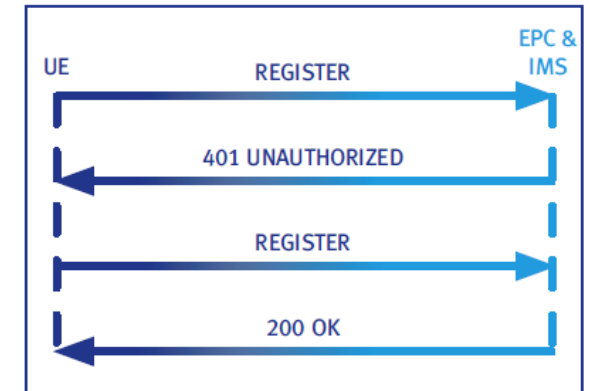 UE
EPC &
IMS
REGISTER
401 UNAUTHORIZED
REGISTER
200 OK